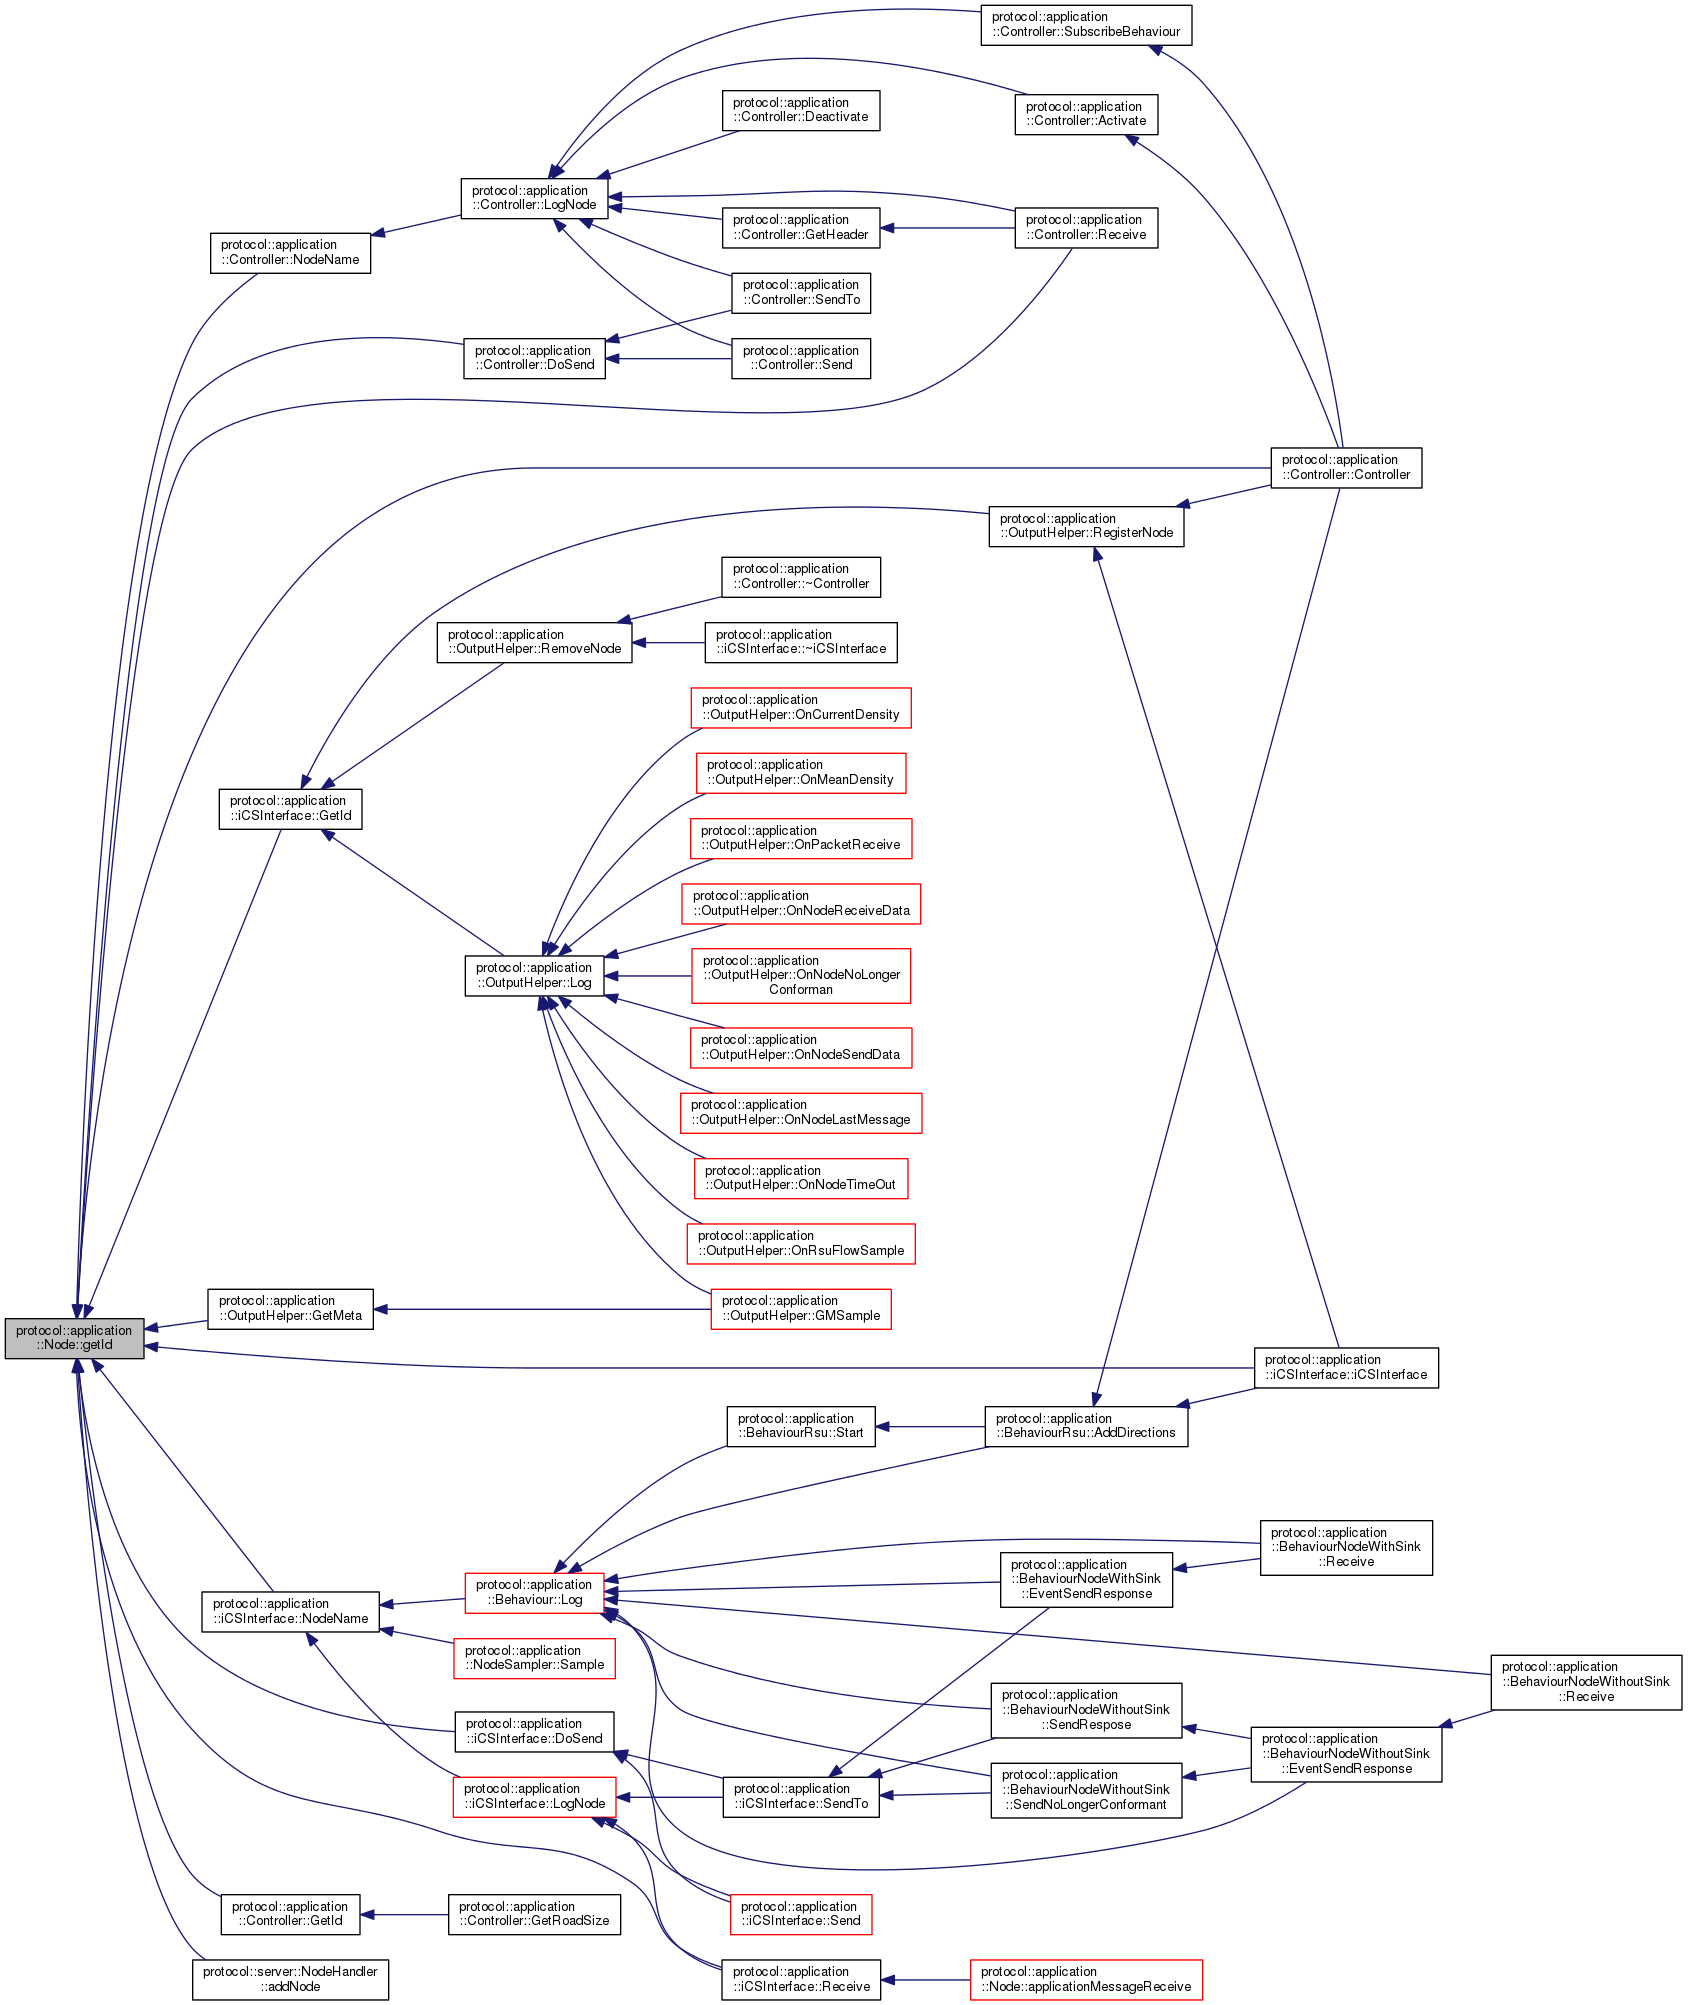 protocol::application
::Controller::SubscribeBehaviour
protocol::application
::Controller::Deactivate
protocol::application
::Controller::Activate
protocol::application
::Controller::LogNode
protocol::application
::Controller::GetHeader
protocol::application
::Controller::Receive
protocol::application
::Controller::NodeName
protocol::application
::Controller::SendTo
protocol::application
::Controller::DoSend
protocol::application
::Controller::Send
protocol::application
::Controller::Controller
protocol::application
::OutputHelper::RegisterNode
protocol::application
::Controller::~Controller
protocol::application
::OutputHelper::RemoveNode
protocol::application
::iCSInterface::~iCSInterface
protocol::application
::OutputHelper::OnCurrentDensity
protocol::application
::OutputHelper::OnMeanDensity
protocol::application
::iCSInterface::GetId
protocol::application
::OutputHelper::OnPacketReceive
protocol::application
::OutputHelper::OnNodeReceiveData
protocol::application
::OutputHelper::Log
protocol::application
::OutputHelper::OnNodeNoLonger
Conforman
protocol::application
::OutputHelper::OnNodeSendData
protocol::application
::OutputHelper::OnNodeLastMessage
protocol::application
::OutputHelper::OnNodeTimeOut
protocol::application
::OutputHelper::OnRsuFlowSample
protocol::application
::OutputHelper::GetMeta
protocol::application
::OutputHelper::GMSample
protocol::application
::Node::getId
protocol::application
::iCSInterface::iCSInterface
protocol::application
::BehaviourRsu::Start
protocol::application
::BehaviourRsu::AddDirections
protocol::application
::BehaviourNodeWithSink
::Receive
protocol::application
::BehaviourNodeWithSink
::EventSendResponse
protocol::application
::Behaviour::Log
protocol::application
::iCSInterface::NodeName
protocol::application
::NodeSampler::Sample
protocol::application
::BehaviourNodeWithoutSink
::Receive
protocol::application
::BehaviourNodeWithoutSink
::SendRespose
protocol::application
::iCSInterface::DoSend
protocol::application
::BehaviourNodeWithoutSink
::EventSendResponse
protocol::application
::iCSInterface::LogNode
protocol::application
::iCSInterface::SendTo
protocol::application
::BehaviourNodeWithoutSink
::SendNoLongerConformant
protocol::application
::Controller::GetId
protocol::application
::Controller::GetRoadSize
protocol::application
::iCSInterface::Send
protocol::server::NodeHandler
::addNode
protocol::application
::iCSInterface::Receive
protocol::application
::Node::applicationMessageReceive